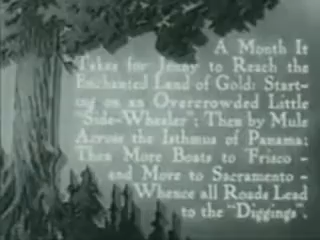 A Month It
Takes for Jenny to Reach the
Enchanted Land of Gold: Start-
ing on an Overcrowded Little
"Side-Wheeler"; Then by Mule
Across the Isthmus of Panama;
Then More Boats to 'Frisco -
and More to Sacramento -
Whence all Roads Lead
to the "Diggings".